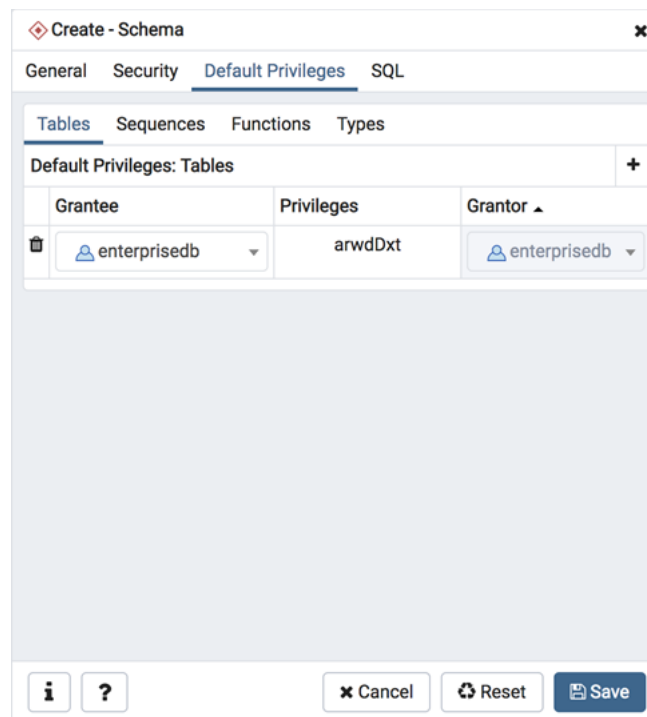 Create - Schema
General Security Default Privileges SQL
Tables Sequences Functions Types
Default Privileges: Tables
Grantee Privileges Grantor
enterprisedb arwdDxt enterprisedb
i ? Cancel Reset Save